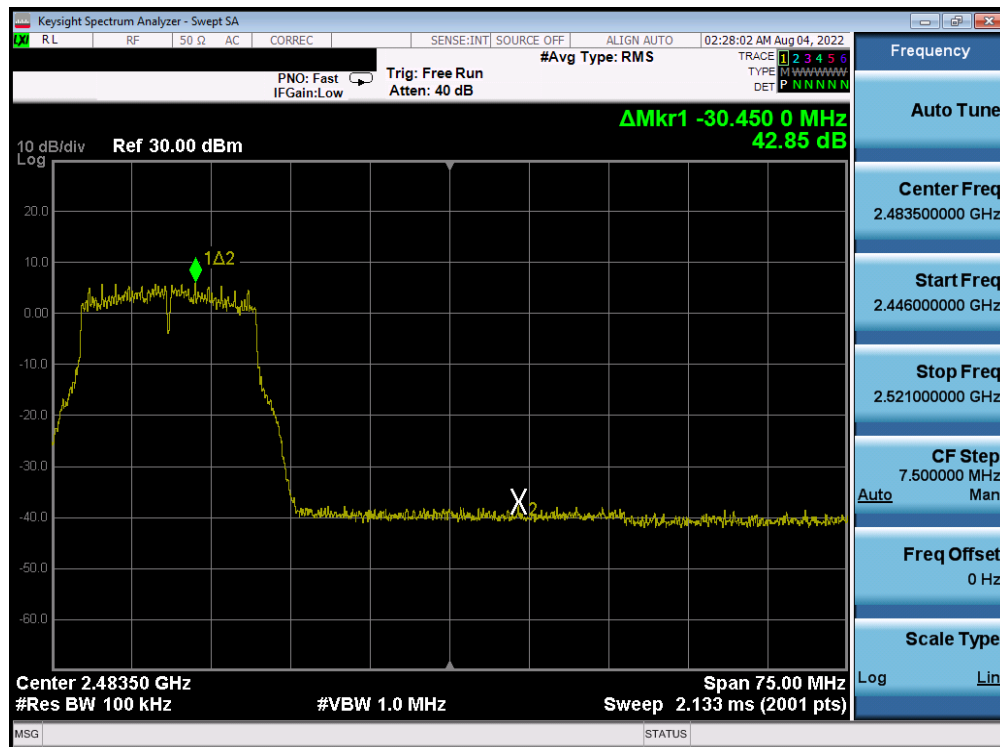 Keysight Spectrum Analyzer - Swept SA
LXI RL RF 50 Ω AC CORREC SENSE:INT SOURCE OFF ALIGN AUTO 02:28:02 AM Aug 04, 2022
#Avg Type: RMS
TRACE 1 2 3 4 5 6
PNO: Fast Trig: Free Run
TYPE M W W W W W
IFGain:Low Atten: 40 dB
DET P N N N N N
ΔMkr1 -30.450 0 MHz
42.85 dB
10 dB/div Ref 30.00 dBm
Log
20.0
10.0
0.00
-10.0
-20.0
-30.0
-40.0
-50.0
-60.0
1Δ2
X2
Center 2.48350 GHz Span 75.00 MHz
#Res BW 100 kHz #VBW 1.0 MHz Sweep 2.133 ms (2001 pts)
MSG STATUS
Frequency
Auto Tune
Center Freq
2.483500000 GHz
Start Freq
2.446000000 GHz
Stop Freq
2.521000000 GHz
CF Step
7.500000 MHz
Auto Man
Freq Offset
0 Hz
Scale Type
Log Lin